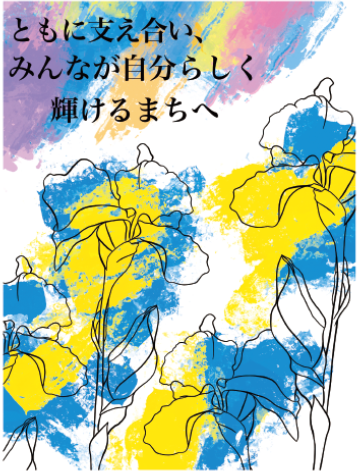 ともに支え合い、
みんなが自分らしく
輝けるまちへ